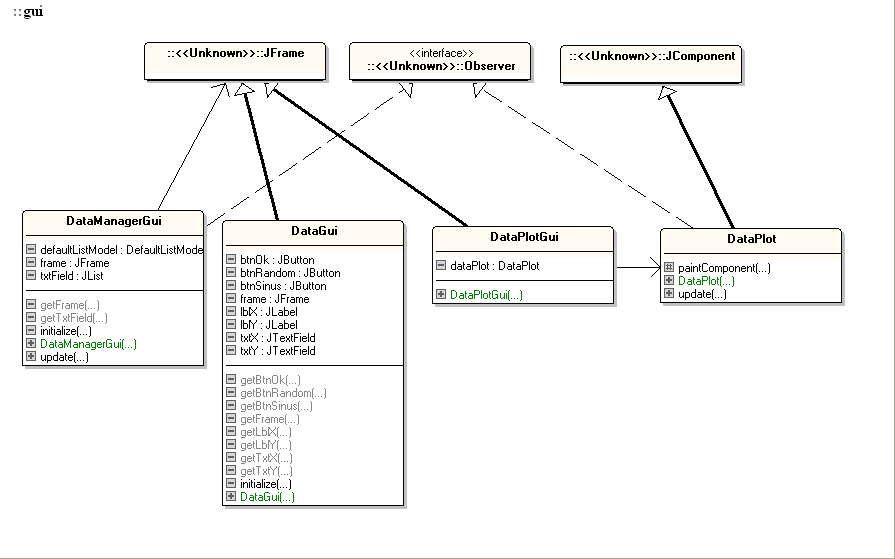 ::gui
::<<Unknown>>::JFrame
<<interface>>
::<<Unknown>>::Observer
::<<Unknown>>::JComponent
DataManagerGui
defaultListModel : DefaultListMode
frame : JFrame
txtField : JList
getFrame(...)
getTxtField(...)
initialize(...)
DataManagerGui(...)
update(...)
DataGui
btnOk : JButton
btnRandom : JButton
btnSinus : JButton
frame : JFrame
lblX : JLabel
lblY : JLabel
txtX : JTextField
txtY : JTextField
getBtnOk(...)
getBtnRandom(...)
getBtnSinus(...)
getFrame(...)
getLblX(...)
getLblY(...)
getTxtX(...)
getTxtY(...)
initialize(...)
DataGui(...)
DataPlotGui
dataPlot : DataPlot
DataPlotGui(...)
DataPlot
paintComponent(...)
DataPlot(...)
update(...)